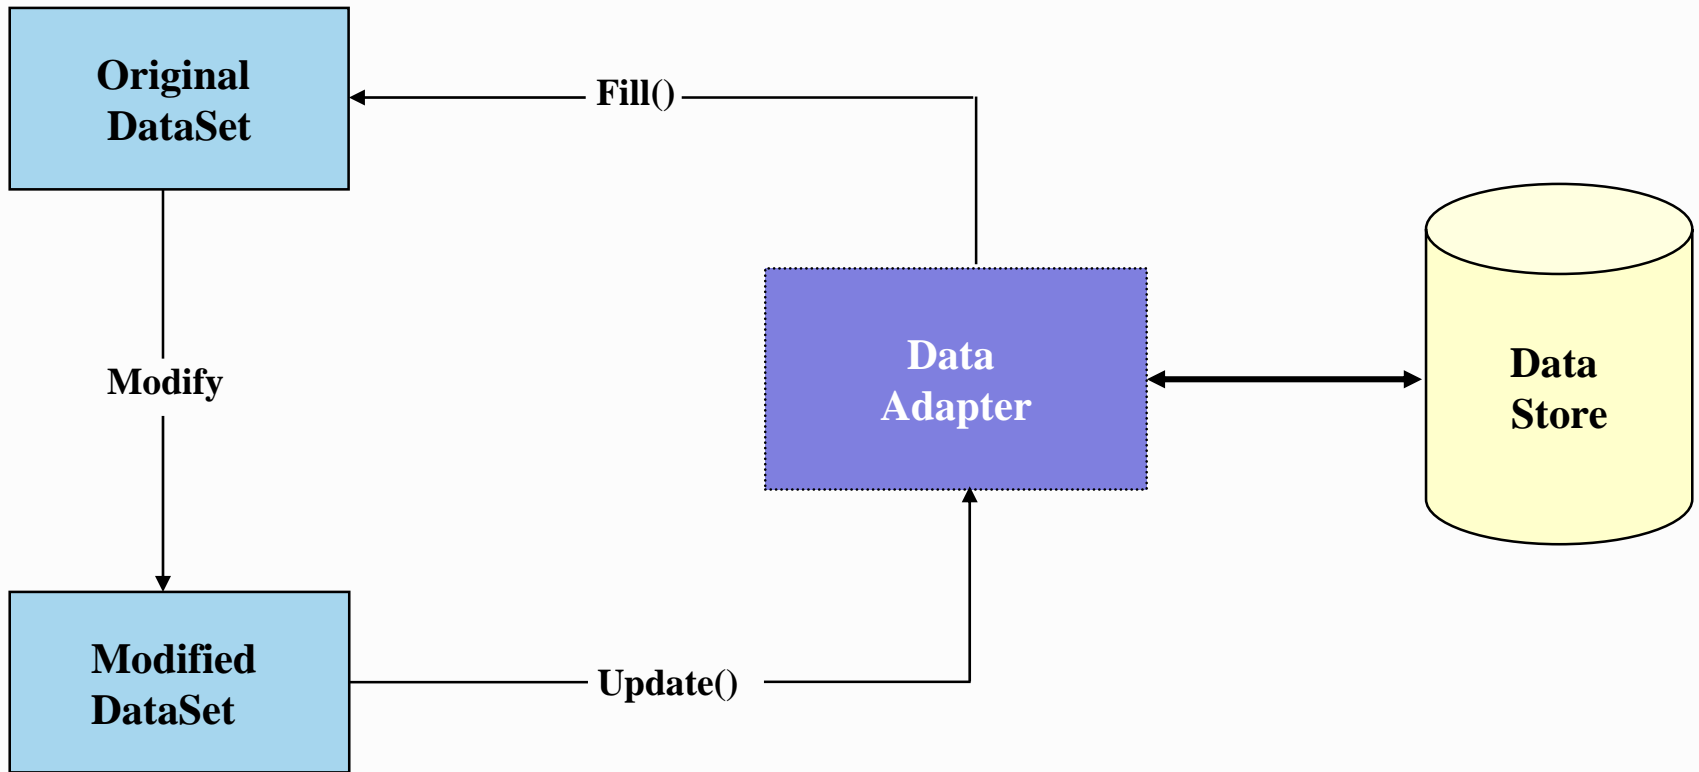 Original
DataSet
Fill()
Modify
Data
Adapter
Data
Store
Modified
DataSet
Update()